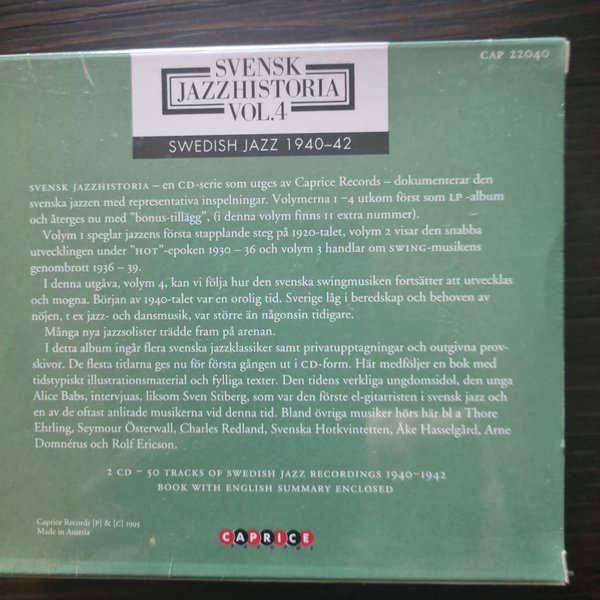 CAP 22040
SVENSK
JAZZHISTORIA
VOL.4
SWEDISH JAZZ 1940–42
SVENSK JAZZHISTORIA – en CD-serie som utges av Caprice Records – dokumenterar den
svenska jazzen med representativa inspelningar. Volymerna 1 –4 utkom först som LP -album
och återges nu med "bonus-tillägg", (i denna volym finns 11 extra nummer).
Volym 1 speglar jazzens första stapplande steg på 1920-talet, volym 2 visar den snabba
utvecklingen under "HOT"-epoken 1930 – 36 och volym 3 handlar om SWING-musikens
genombrott 1936 – 39.
I denna utgåva, volym 4, kan vi följa hur den svenska swingmusiken fortsätter att utvecklas
och mogna. Början av 1940-talet var en orolig tid. Sverige låg i beredskap och behoven av
nöjen, t ex jazz- och dansmusik, var större än någonsin tidigare.
Många nya jazzsolister trädde fram på arenan.
I detta album ingår flera svenska jazzklassiker samt privatupptagningar och outgivna prov-
skivor. De flesta titlarna ges nu för första gången ut i CD-form. Här medföljer en bok med
tidstypiskt illustrationsmaterial och fylliga texter. Den tidens verkliga ungdomsidol, den unga
Alice Babs, intervjuas, liksom Sven Stiberg, som var den förste el-gitarristen i svensk jazz och
en av de oftast anlitade musikerna vid denna tid. Bland övriga musiker hörs här bl a Thore
Ehrling, Seymour Österwall, Charles Redland, Svenska Hotkvintetten, Åke Hasselgård, Arne
Domnérus och Rolf Ericson.
2 CD – 50 TRACKS OF SWEDISH JAZZ RECORDINGS 1940–1942
BOOK WITH ENGLISH SUMMARY ENCLOSED
Caprice Records [P] & [C] 1995
Made in Austria
CAPRICE
RECORDS